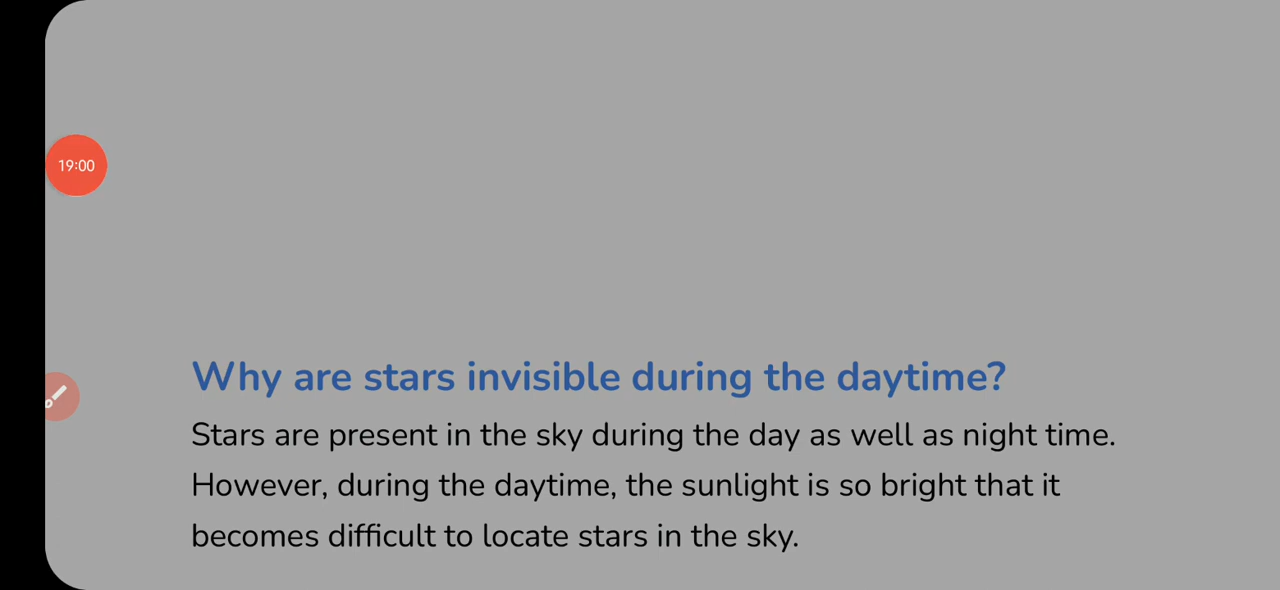 19:00
Why are stars invisible during the daytime?
Stars are present in the sky during the day as well as night time.
However, during the daytime, the sunlight is so bright that it
becomes difficult to locate stars in the sky.